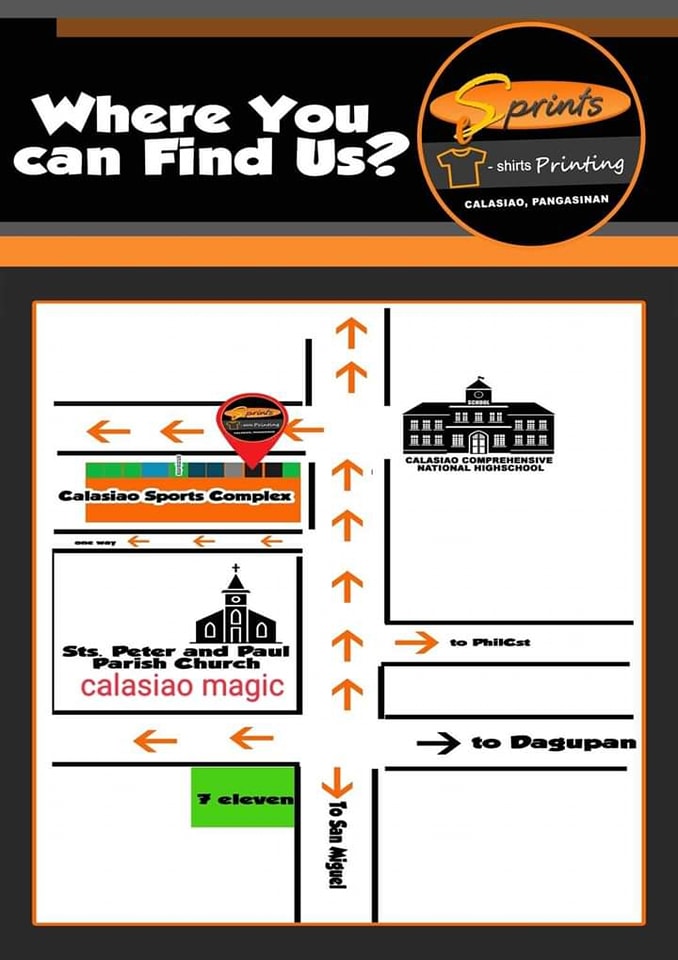 Where You
can Find Us?
Sprints
- shirts Printing
CALASIAO, PANGASINAN
SCHOOL
CALASIAO COMPREHENSIVE
NATIONAL HIGHSCHOOL
Sprints
Printing
Calasiao Sports Complex
one way
Sts. Peter and Paul
Parish Church
calasiao magic
to PhilCst
to Dagupan
7 eleven
To San Miguel